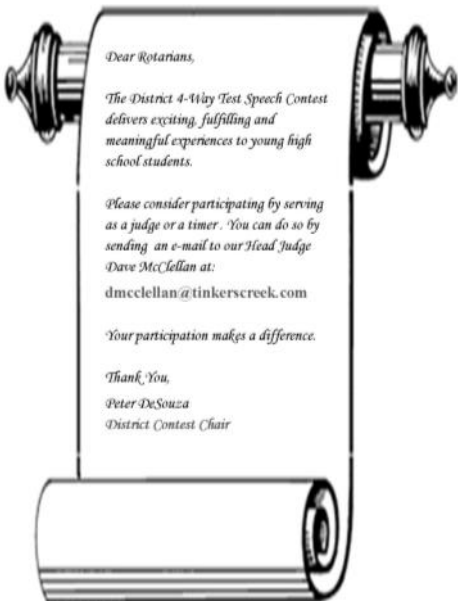 Dear Rotarians,
The District 4-Way Test Speech Contest
delivers exciting, fulfilling and
meaningful experiences to young high
school students.
Please consider participating by serving
as a judge or a timer . You can do so by
sending an e-mail to our Head Judge
Dave McClellan at:
dmcclellan@tinkerscreek.com
Your participation makes a difference.
Thank You,
Peter DeSouza
District Contest Chair